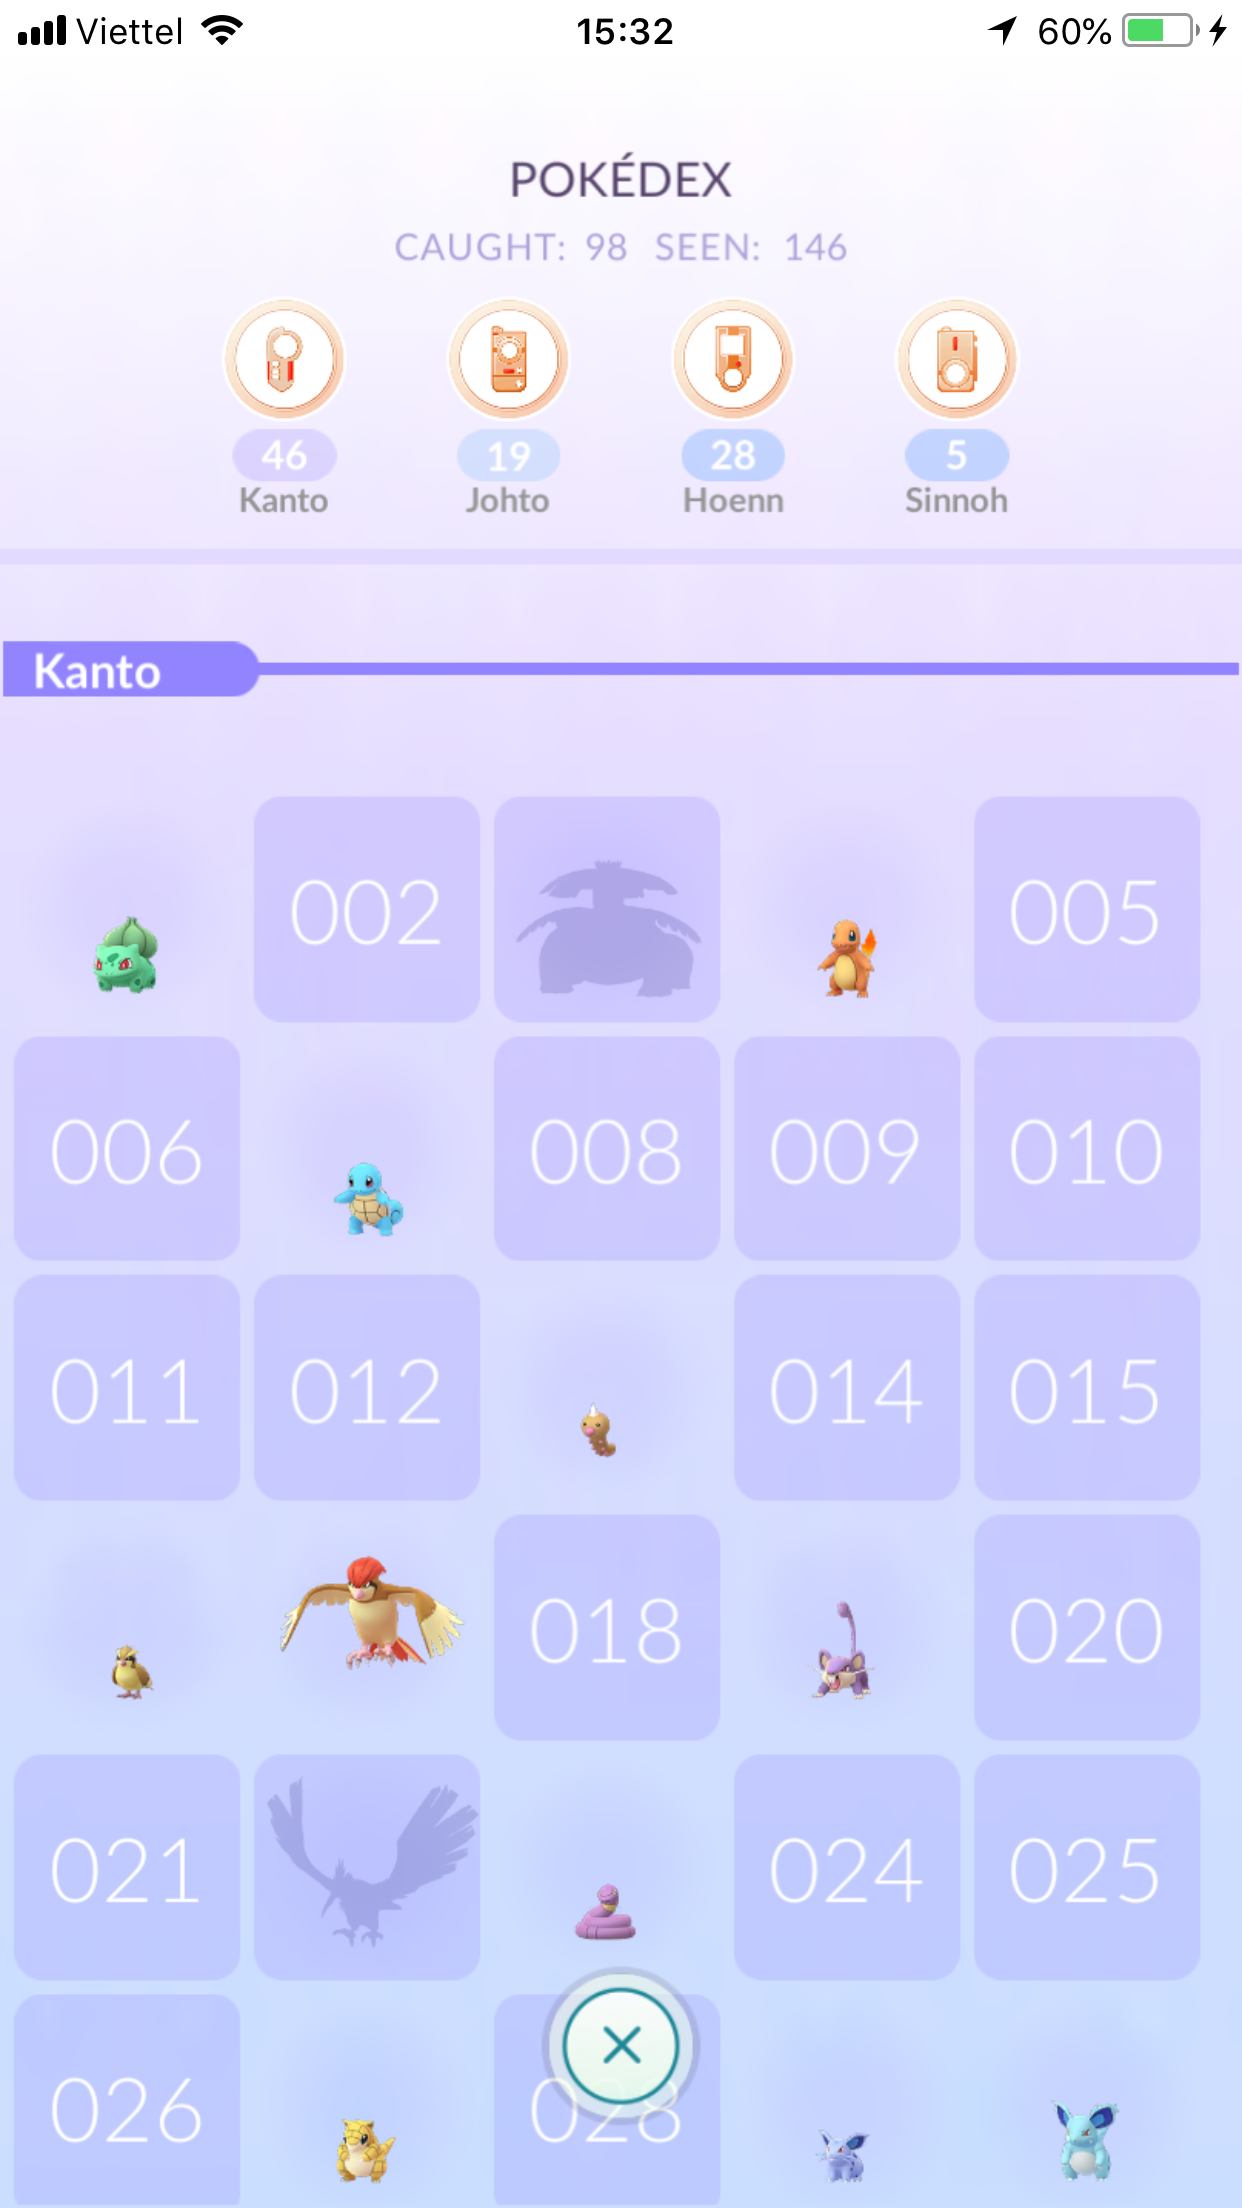 Viettel 15:32 60%
POKÉDEX
CAUGHT: 98 SEEN: 146
46 19 28 5
Kanto Johto Hoenn Sinnoh
Kanto
002 005
006 008 009 010
011 012 014 015
018 020
021 024 025
026 028